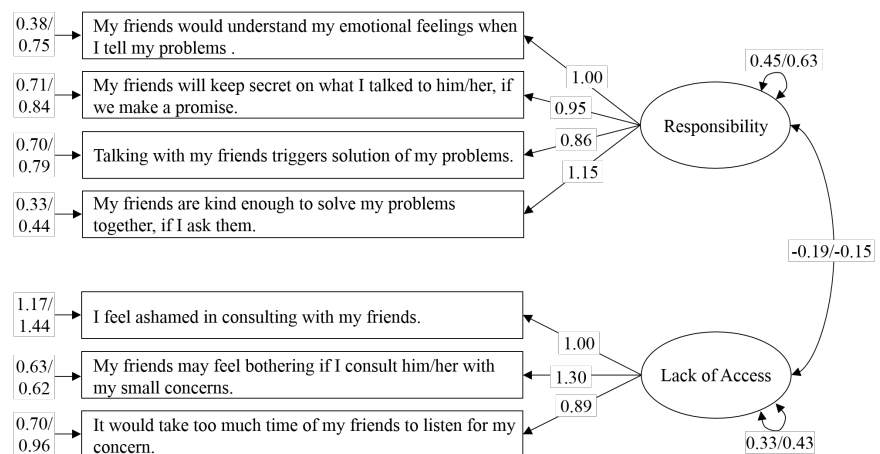 0.38/
0.75
My friends would understand my emotional feelings when
I tell my problems .
0.71/
0.84
My friends will keep secret on what I talked to him/her, if
we make a promise.
0.70/
0.79
Talking with my friends triggers solution of my problems.
0.33/
0.44
My friends are kind enough to solve my problems
together, if I ask them.
1.00
0.95
0.86
1.15
0.45/0.63
Responsibility
-0.19/-0.15
1.17/
1.44
I feel ashamed in consulting with my friends.
0.63/
0.62
My friends may feel bothering if I consult him/her with
my small concerns.
0.70/
0.96
It would take too much time of my friends to listen for my
concern.
1.00
1.30
0.89
Lack of Access
0.33/0.43